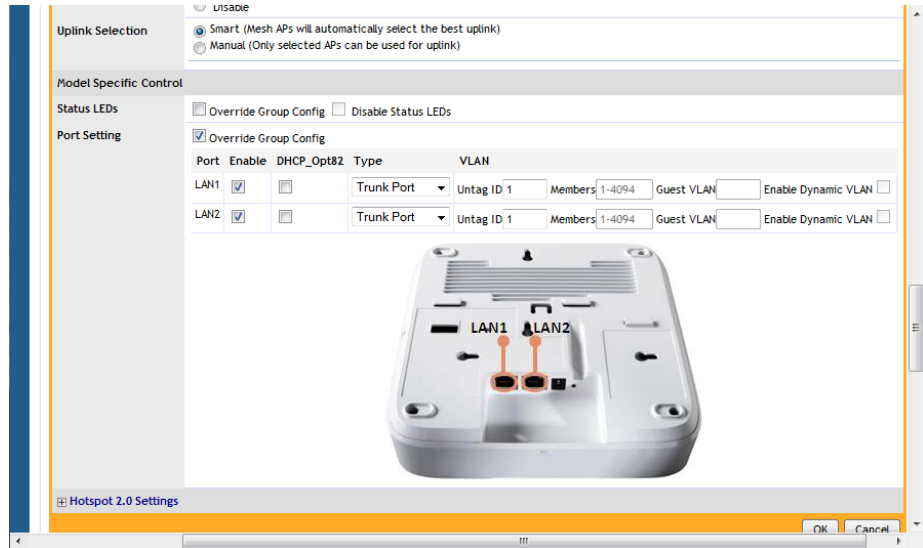 Disable
Uplink Selection
Smart (Mesh APs will automatically select the best uplink)
Manual (Only selected APs can be used for uplink)
Model Specific Control
Status LEDs
Override Group Config Disable Status LEDs
Port Setting
Override Group Config
Port Enable DHCP_Opt82 Type VLAN
LAN1 Trunk Port Untag ID 1 Members 1-4094 Guest VLAN Enable Dynamic VLAN
LAN2 Trunk Port Untag ID 1 Members 1-4094 Guest VLAN Enable Dynamic VLAN
LAN1 LAN2
Hotspot 2.0 Settings
OK Cancel